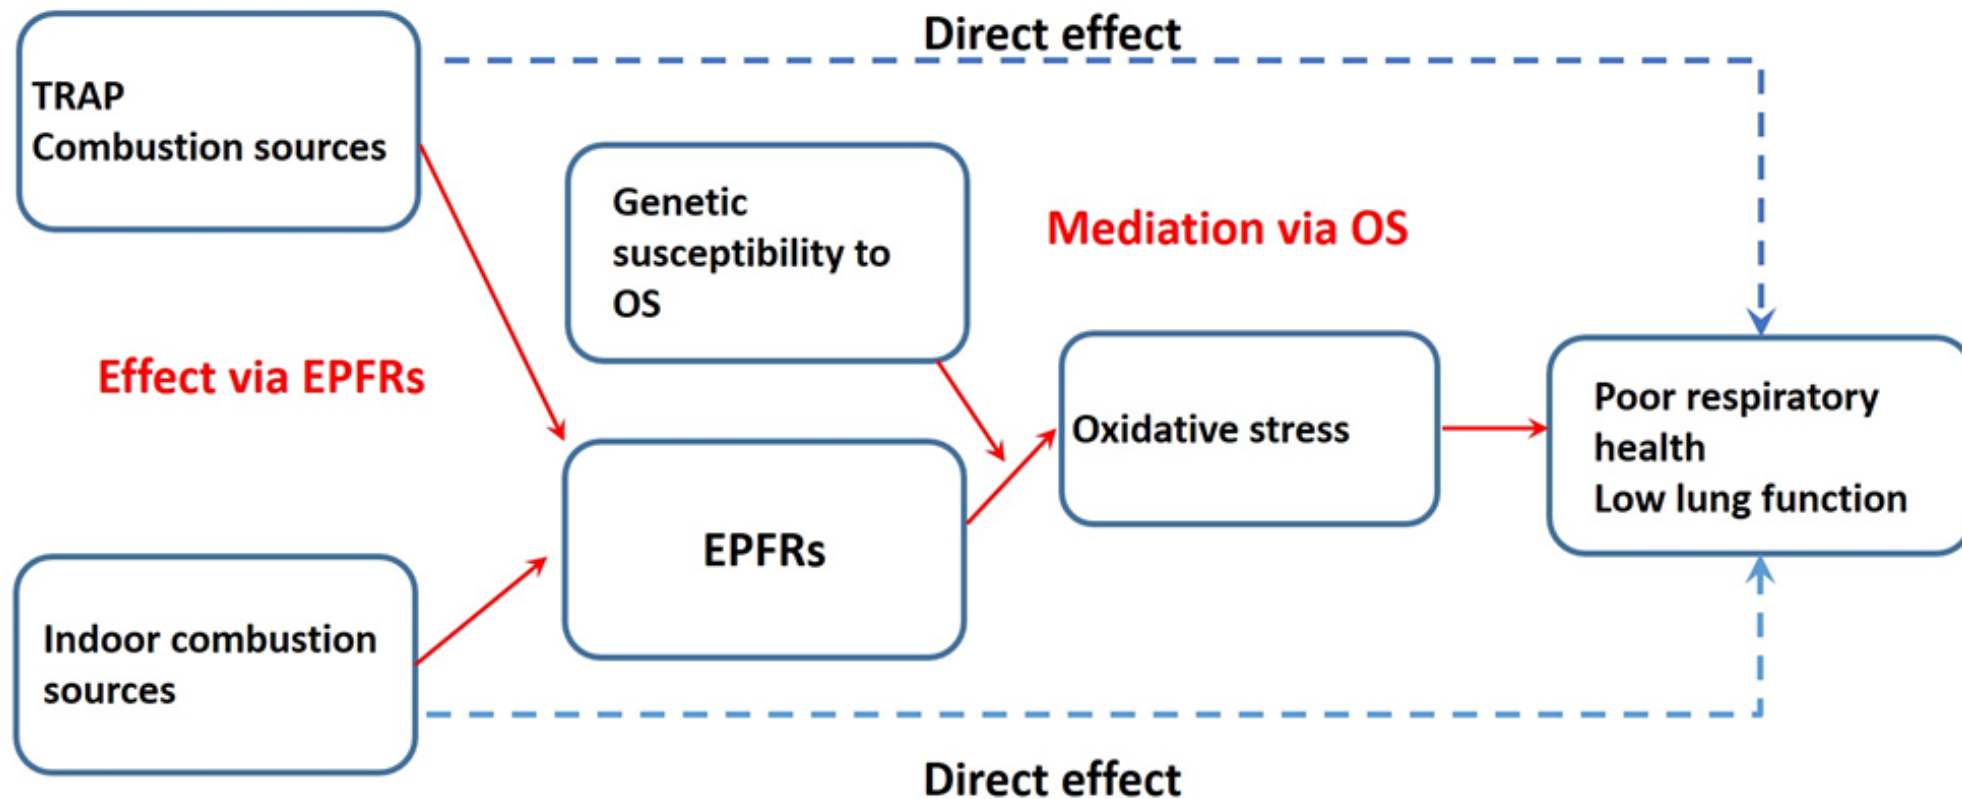 Direct effect
TRAP
Combustion sources
Genetic
susceptibility to
OS
Mediation via OS
Effect via EPFRs
Oxidative stress
Poor respiratory
health
Low lung function
EPFRs
Indoor combustion
sources
Direct effect